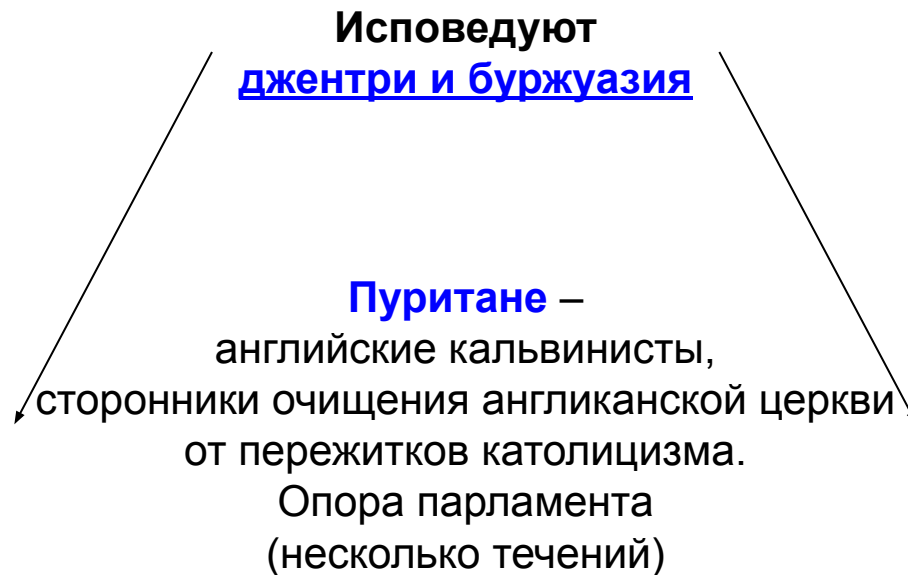 Исповедуют
джентри и буржуазия
Пуритане –
английские кальвинисты,
сторонники очищения англиканской церкви
от пережитков католицизма.
Опора парламента
(несколько течений)